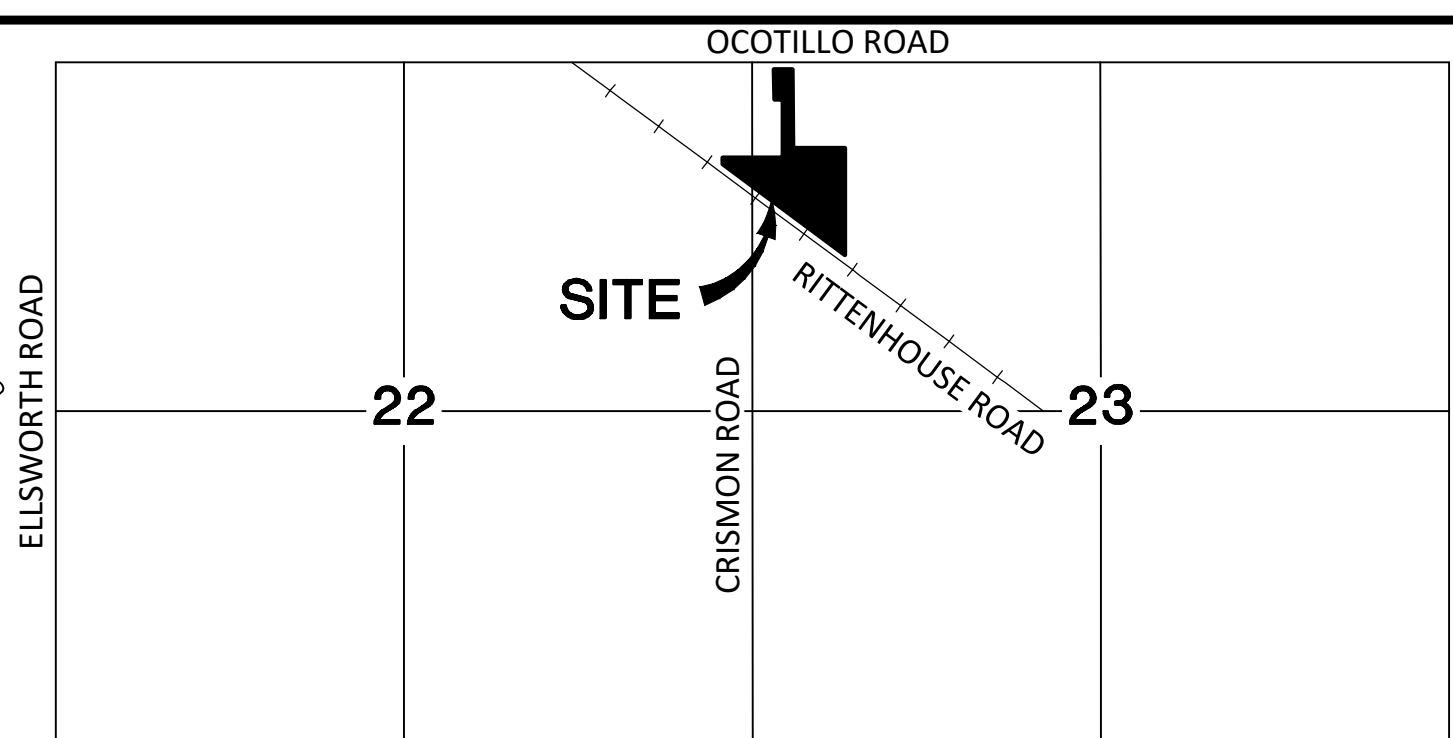 OCOTILLO ROAD
SITE
RITTENHOUSE ROAD
ELLSWORTH ROAD
22
CRISMON ROAD
23